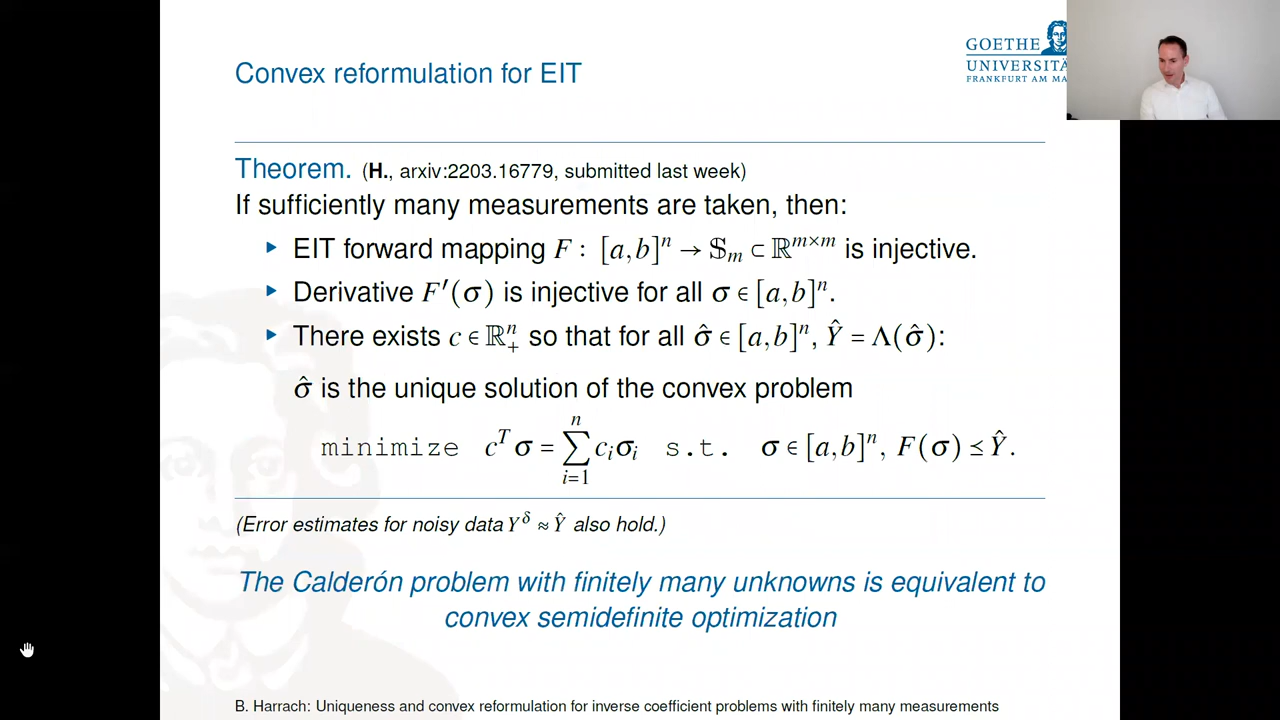 GOETHE
UNIVERSITÄ
FRANKFURT AM MA
Convex reformulation for EIT
Theorem. (H., arxiv:2203.16779, submitted last week)
If sufficiently many measurements are taken, then:
▶ EIT forward mapping F : [a,b]ⁿ → 𝕊ₘ ⊂ ℝᵐˣᵐ is injective.
▶ Derivative F′(σ) is injective for all σ ∈ [a,b]ⁿ.
▶ There exists c ∈ ℝ₊ⁿ so that for all σ̂ ∈ [a,b]ⁿ, Ŷ = Λ(σ̂):
σ̂ is the unique solution of the convex problem
minimize cᵀσ = ∑ᵢ₌₁ⁿ cᵢσᵢ s.t. σ ∈ [a,b]ⁿ, F(σ) ⪯ Ŷ.
(Error estimates for noisy data Y^δ ≈ Ŷ also hold.)
The Calderón problem with finitely many unknowns is equivalent to
convex semidefinite optimization
B. Harrach: Uniqueness and convex reformulation for inverse coefficient problems with finitely many measurements